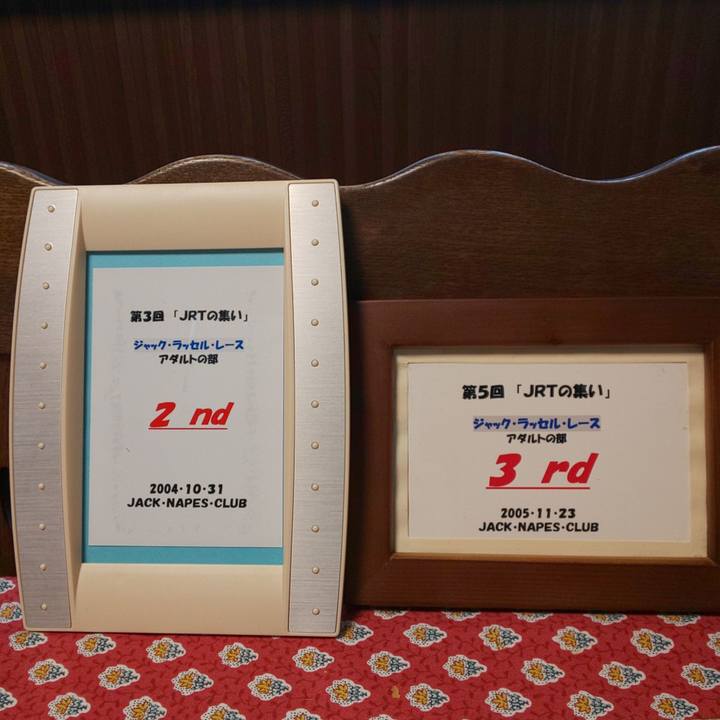 第3回 「JRTの集い」
ジャック・ラッセル・レース
アダルトの部
2 nd
2004・10・31
JACK・NAPES・CLUB
第5回 「JRTの集い」
ジャック・ラッセル・レース
アダルトの部
3 rd
2005・11・23
JACK・NAPES・CLUB